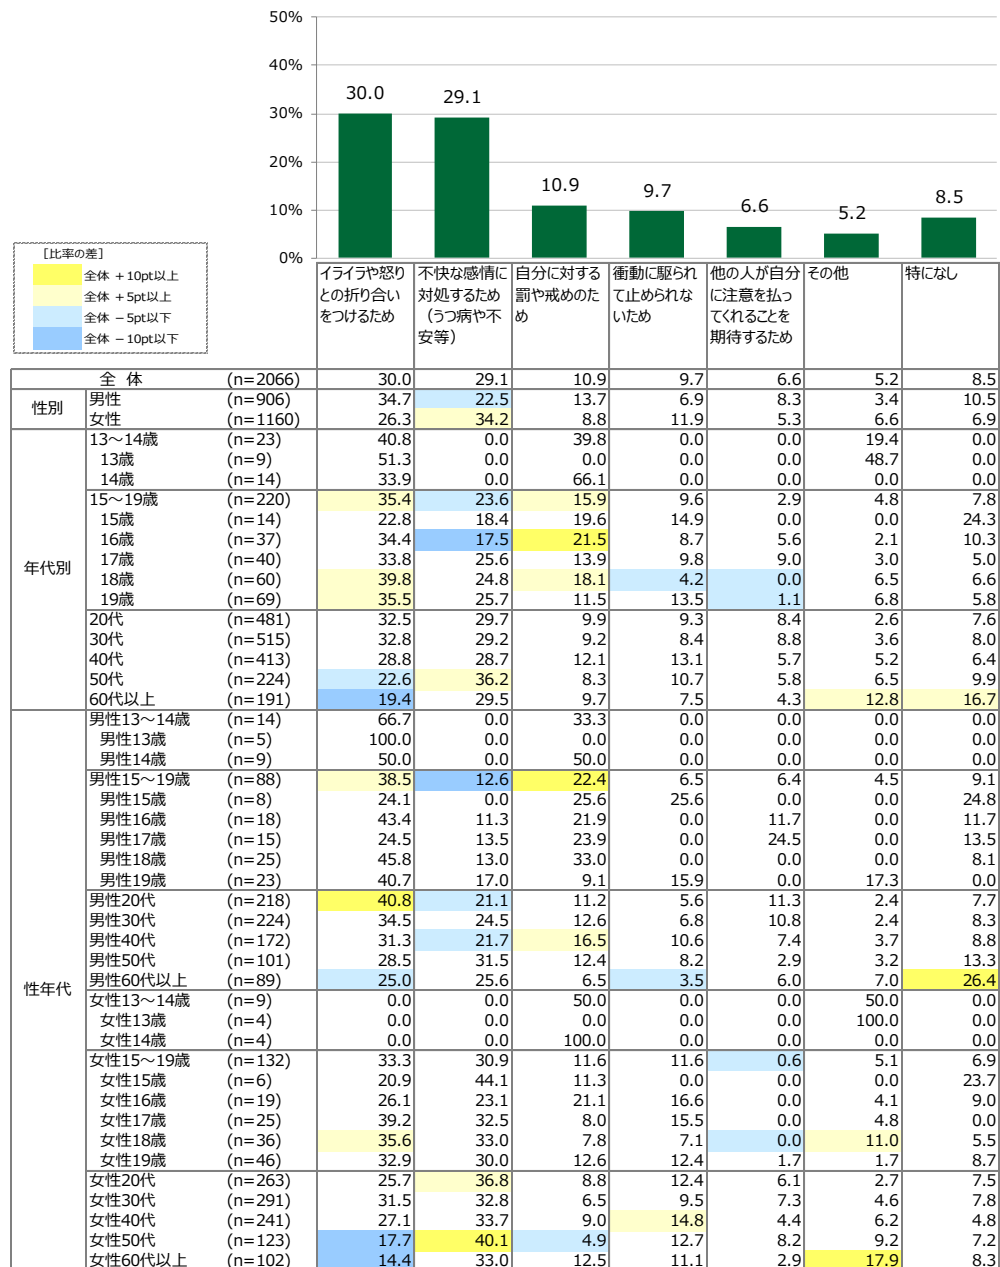 50%
40%
30%
20%
10%
0%
30.0
29.1
10.9
9.7
6.6
5.2
8.5
［比率の差］
全体 ＋10pt以上
全体 ＋5pt以上
全体 －5pt以下
全体 －10pt以下
イライラや怒り
との折り合い
をつけるため
不快な感情に
対処するため
（うつ病や不
安等）
自分に対する
罰や戒めのた
め
衝動に駆られ
て止められな
いため
他の人が自分
に注意を払っ
てくれることを
期待するため
その他
特になし
全 体 (n=2066) 30.0 29.1 10.9 9.7 6.6 5.2 8.5
性別
男性 (n=906) 34.7 22.5 13.7 6.9 8.3 3.4 10.5
女性 (n=1160) 26.3 34.2 8.8 11.9 5.3 6.6 6.9
年代別
13～14歳 (n=23) 40.8 0.0 39.8 0.0 0.0 19.4 0.0
13歳 (n=9) 51.3 0.0 0.0 0.0 0.0 48.7 0.0
14歳 (n=14) 33.9 0.0 66.1 0.0 0.0 0.0 0.0
15～19歳 (n=220) 35.4 23.6 15.9 9.6 2.9 4.8 7.8
15歳 (n=14) 22.8 18.4 19.6 14.9 0.0 0.0 24.3
16歳 (n=37) 34.4 17.5 21.5 8.7 5.6 2.1 10.3
17歳 (n=40) 33.8 25.6 13.9 9.8 9.0 3.0 5.0
18歳 (n=60) 39.8 24.8 18.1 4.2 0.0 6.5 6.6
19歳 (n=69) 35.5 25.7 11.5 13.5 1.1 6.8 5.8
20代 (n=481) 32.5 29.7 9.9 9.3 8.4 2.6 7.6
30代 (n=515) 32.8 29.2 9.2 8.4 8.8 3.6 8.0
40代 (n=413) 28.8 28.7 12.1 13.1 5.7 5.2 6.4
50代 (n=224) 22.6 36.2 8.3 10.7 5.8 6.5 9.9
60代以上 (n=191) 19.4 29.5 9.7 7.5 4.3 12.8 16.7
性年代
男性13～14歳 (n=14) 66.7 0.0 33.3 0.0 0.0 0.0 0.0
男性13歳 (n=5) 100.0 0.0 0.0 0.0 0.0 0.0 0.0
男性14歳 (n=9) 50.0 0.0 50.0 0.0 0.0 0.0 0.0
男性15～19歳 (n=88) 38.5 12.6 22.4 6.5 6.4 4.5 9.1
男性15歳 (n=8) 24.1 0.0 25.6 25.6 0.0 0.0 24.8
男性16歳 (n=18) 43.4 11.3 21.9 0.0 11.7 0.0 11.7
男性17歳 (n=15) 24.5 13.5 23.9 0.0 24.5 0.0 13.5
男性18歳 (n=25) 45.8 13.0 33.0 0.0 0.0 0.0 8.1
男性19歳 (n=23) 40.7 17.0 9.1 15.9 0.0 17.3 0.0
男性20代 (n=218) 40.8 21.1 11.2 5.6 11.3 2.4 7.7
男性30代 (n=224) 34.5 24.5 12.6 6.8 10.8 2.4 8.3
男性40代 (n=172) 31.3 21.7 16.5 10.6 7.4 3.7 8.8
男性50代 (n=101) 28.5 31.5 12.4 8.2 2.9 3.2 13.3
男性60代以上 (n=89) 25.0 25.6 6.5 3.5 6.0 7.0 26.4
女性13～14歳 (n=9) 0.0 0.0 50.0 0.0 0.0 50.0 0.0
女性13歳 (n=4) 0.0 0.0 0.0 0.0 0.0 100.0 0.0
女性14歳 (n=4) 0.0 0.0 100.0 0.0 0.0 0.0 0.0
女性15～19歳 (n=132) 33.3 30.9 11.6 11.6 0.6 5.1 6.9
女性15歳 (n=6) 20.9 44.1 11.3 0.0 0.0 0.0 23.7
女性16歳 (n=19) 26.1 23.1 21.1 16.6 0.0 4.1 9.0
女性17歳 (n=25) 39.2 32.5 8.0 15.5 0.0 4.8 0.0
女性18歳 (n=36) 35.6 33.0 7.8 7.1 0.0 11.0 5.5
女性19歳 (n=46) 32.9 30.0 12.6 12.4 1.7 1.7 8.7
女性20代 (n=263) 25.7 36.8 8.8 12.4 6.1 2.7 7.5
女性30代 (n=291) 31.5 32.8 6.5 9.5 7.3 4.6 7.8
女性40代 (n=241) 27.1 33.7 9.0 14.8 4.4 6.2 4.8
女性50代 (n=123) 17.7 40.1 4.9 12.7 8.2 9.2 7.2
女性60代以上 (n=102) 14.4 33.0 12.5 11.1 2.9 17.9 8.3